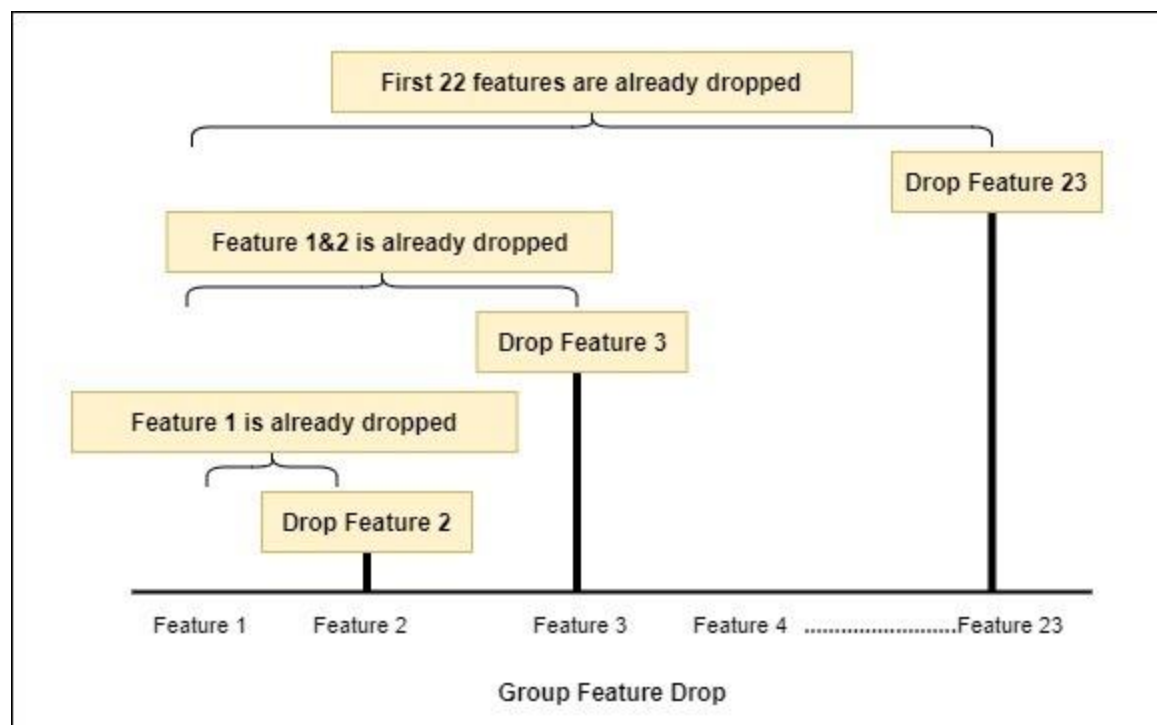 First 22 features are already dropped
Drop Feature 23
Feature 1&2 is already dropped
Drop Feature 3
Feature 1 is already dropped
Drop Feature 2
Feature 1 Feature 2 Feature 3 Feature 4 ..........................Feature 23
Group Feature Drop